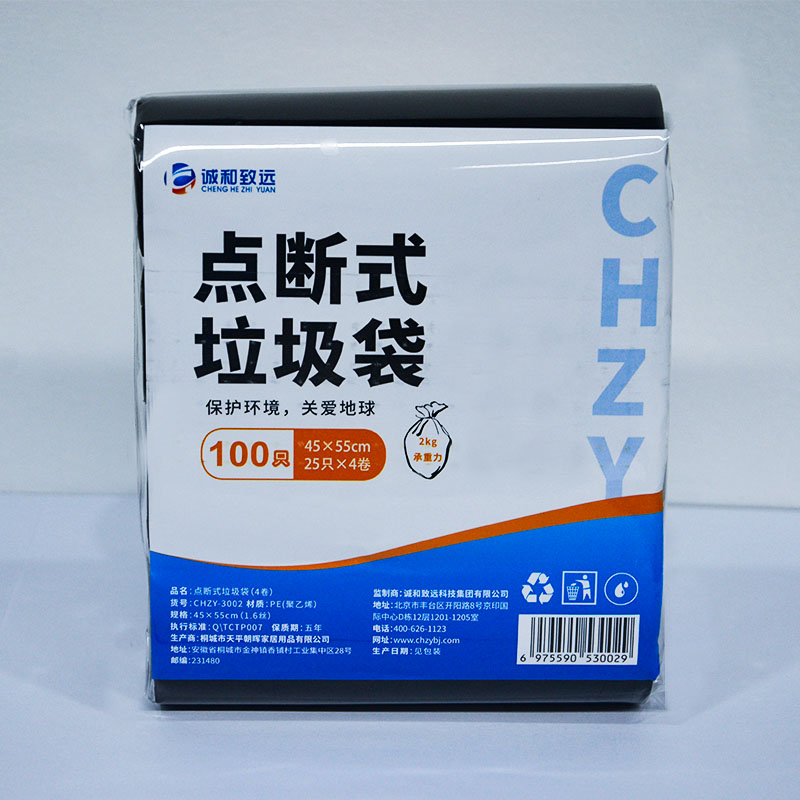 诚和致远
CHENG HE ZHI YUAN
CHZY
点断式
垃圾袋
保护环境，关爱地球
100只
45×55cm
25只×4卷
2kg
承重力
品名：点断式垃圾袋(4卷)
货号：CHZY-3002 材质：PE(聚乙烯)
规格：45×55cm(1.6丝)
执行标准：Q\TCTP007 保质期：五年
生产商：桐城市天平朝晖家居用品有限公司
地址：安徽省桐城市金神镇香铺村工业集中区28号
邮编：231480
监制商：诚和致远科技集团有限公司
地址：北京市丰台区开阳路8号京印国
际中心D栋12层1201-1205室
电话：400-626-1123
网址：www.chzybj.com
生产日期：见包装
6 975590 530029